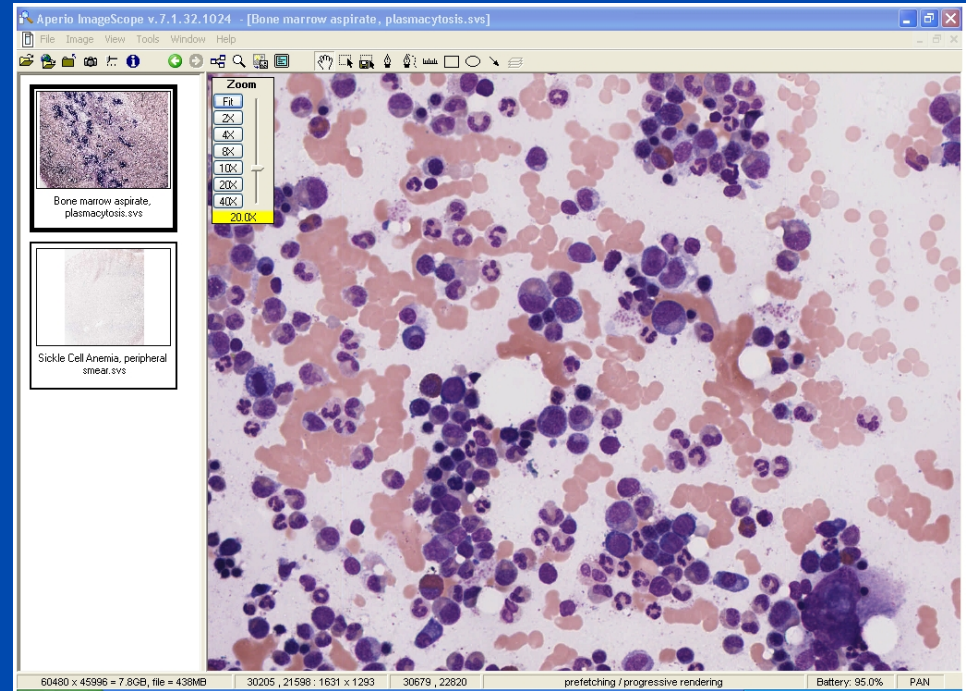 Aperio ImageScope v.7.1.32.1024 - [Bone marrow aspirate, plasmacytosis.svs]
File Image View Tools Window Help
Zoom
Fit
2X
4X
8X
10X
20X
40X
20.0X
Bone marrow aspirate,
plasmacytosis.svs
Sickle Cell Anemia, peripheral
smear.svs
60480 x 45996 = 7.8GB, file = 438MB 30205 , 21598 : 1631 x 1293 30679 , 22820 prefetching / progressive rendering Battery: 95.0% PAN